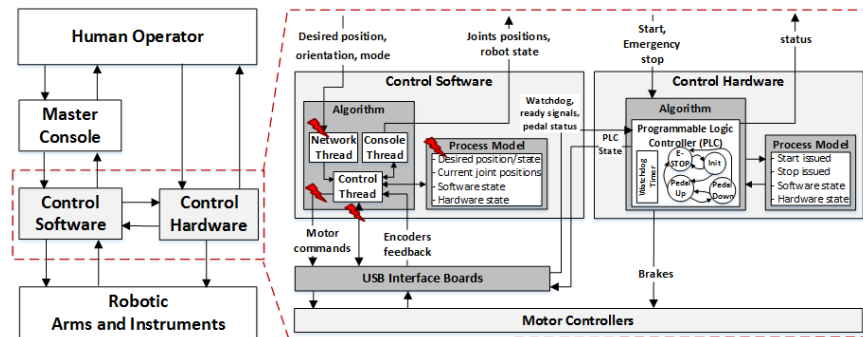 Human Operator
Master
Console
Control
Software
Control
Hardware
Robotic
Arms and Instruments
Desired position,
orientation, mode
Joints positions,
robot state
Start,
Emergency
stop
status
Control Software
Algorithm
Network
Thread
Console
Thread
Control
Thread
Process Model
- Desired position/state
- Current joint positions
- Software state
- Hardware state
Watchdog,
ready signals,
pedal status
PLC
State
Control Hardware
Algorithm
Programmable Logic
Controller (PLC)
Watchdog
Timer
E-
STOP
Init
Pedal
Up
Pedal
Down
Process Model
- Start issued
- Stop issued
- Software state
- Hardware state
Motor
commands
Encoders
feedback
Brakes
USB Interface Boards
Motor Controllers